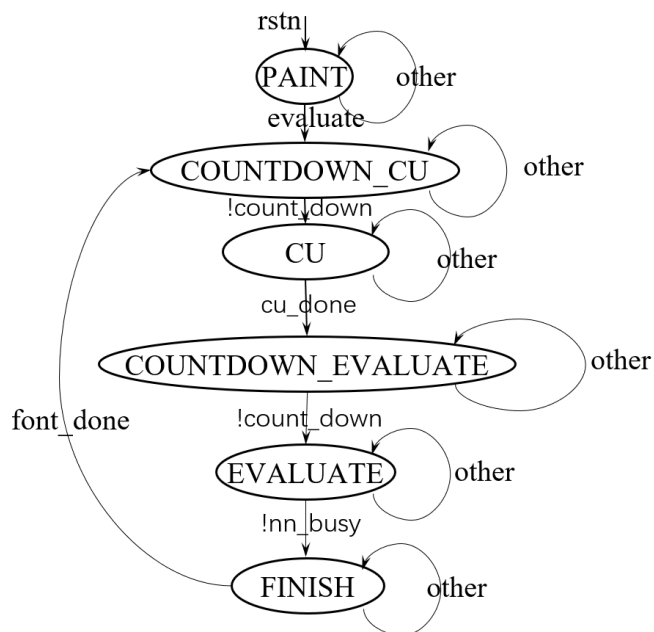 rstn
PAINT
other
evaluate
COUNTDOWN_CU
other
!count_down
CU
other
cu_done
COUNTDOWN_EVALUATE
other
font_done
!count_down
EVALUATE
other
!nn_busy
FINISH
other